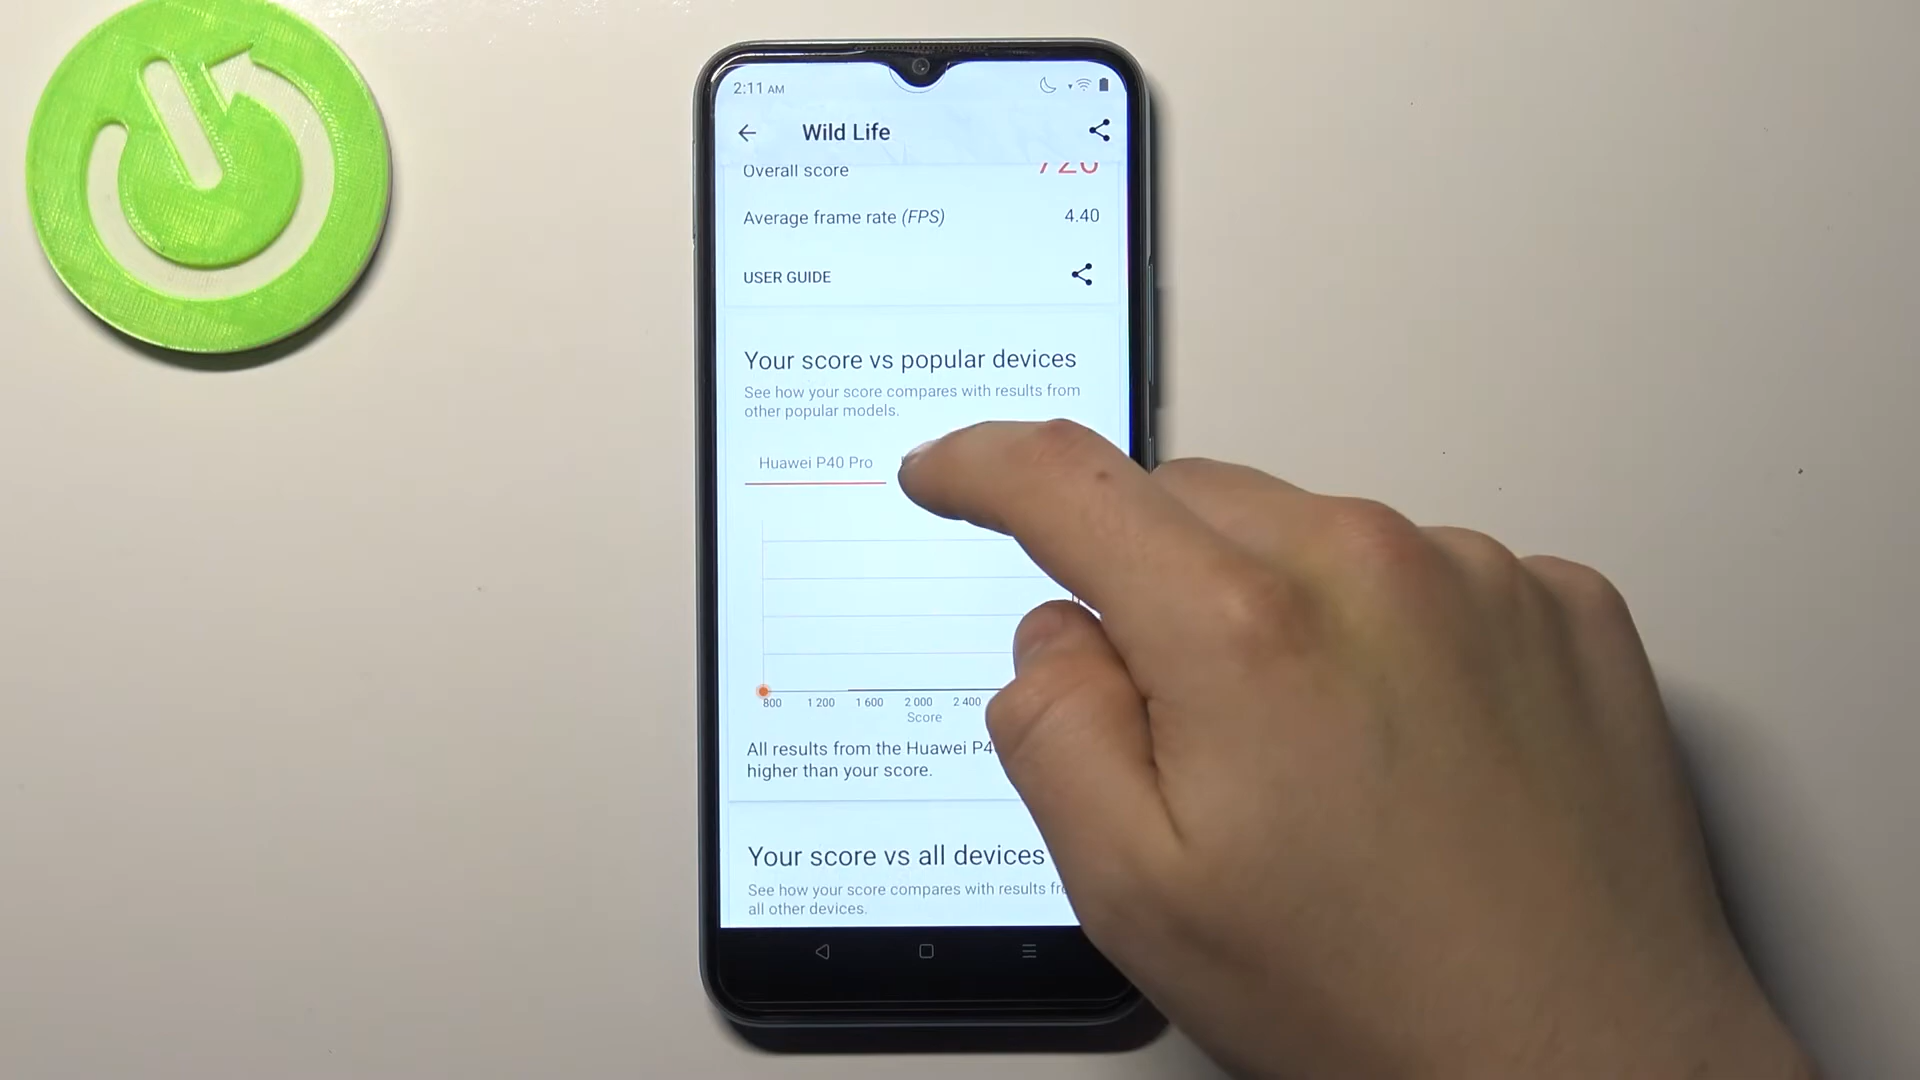 2:11 AM
Wild Life
Overall score 720
Average frame rate (FPS) 4.40
USER GUIDE
Your score vs popular devices
See how your score compares with results from
other popular models.
Huawei P40 Pro
800 1 200 1 600 2 000 2 400
Score
All results from the Huawei
higher than your score.
Your score vs all devices
See how your score compares with results
all other devices.